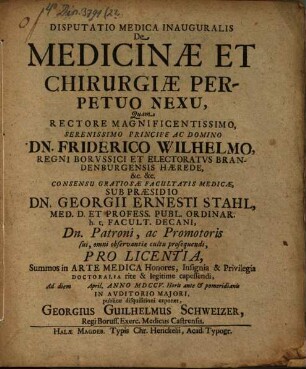 DISPUTATIO MEDICA INAUGURALIS
De
MEDICINÆ ET
CHIRURGIÆ PER-
PETUO NEXU,
Quam
RECTORE MAGNIFICENTISSIMO,
SERENISSIMO PRINCIPE AC DOMINO
DN. FRIDERICO WILHELMO,
REGNI BORVSSICI ET ELECTORATVS BRAN-
DENBURGENSIS HÆREDE,
&c. &c.
CONSENSU GRATIOSÆ FACULTATIS MEDICÆ,
SUB PRÆSIDIO
DN. GEORGII ERNESTI STAHL,
MED. D. ET PROFESS. PUBL. ORDINAR.
h. t. FACULT. DECANI,
Dn. Patroni, ac Promotoris
sui, omni observantiæ cultu prosequendi,
PRO LICENTIA,
Summos in ARTE MEDICA Honores, Insignia & Privilegia
DOCTORALIA rite & legitime capessendi,
Ad diem April. ANNO MDCCV. Horis ante & pomeridianis
IN AUDITORIO MAJORI,
publicæ disquisitioni exponet,
GEORGIUS GUILHELMUS SCHWEIZER,
Regi Boruss. Exerc. Medicus Castrensis.
HALÆ MAGDEB. Typis Chr. Henckelii, Acad. Typogr.